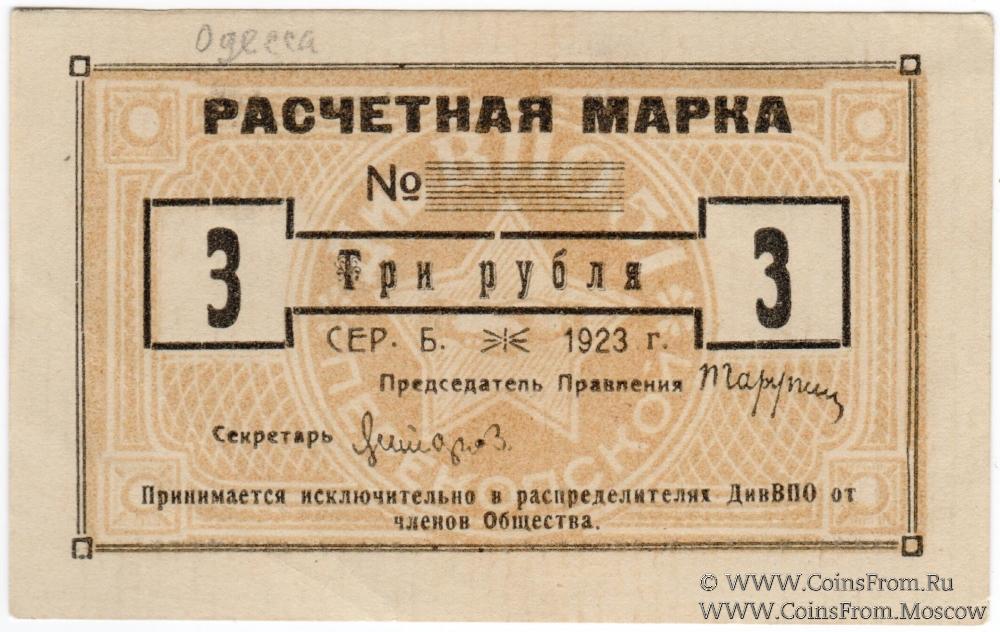 Одесса
РАСЧЕТНАЯ МАРКА
№
3 Три рубля 3
СЕР. Б. 1923 г.
Председатель Правления
Секретарь
Принимается исключительно в распределителях ДивВПО от
членов Общества.
© WWW.CoinsFrom.Ru
WWW.CoinsFrom.Moscow